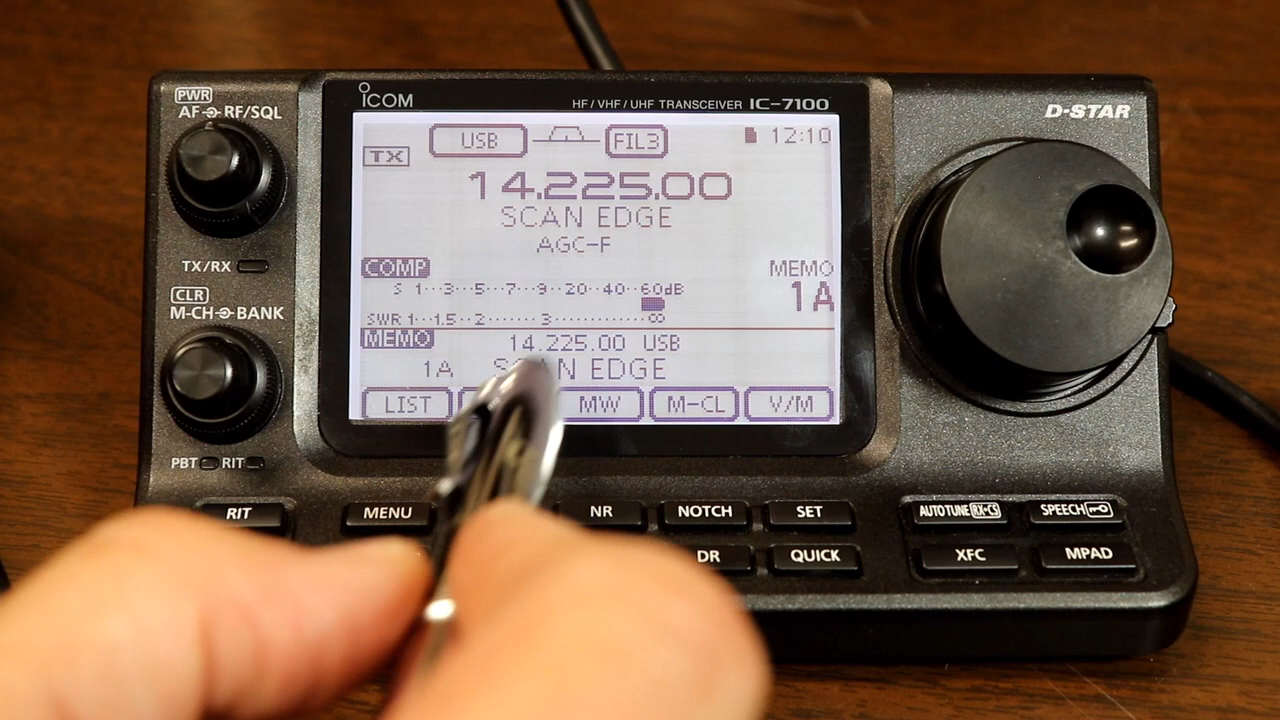 PWR
AF RF/SQL
ICOM
HF/VHF/UHF TRANSCEIVER IC-7100
D-STAR
USB FIL3 12:10
TX
14.225.00
SCAN EDGE
AGC-F
COMP MEMO
S 1··3··5··7··9··20··40··60dB
1A
SWR 1··1.5··2·······3·············∞
MEMO 14.225.00 USB
1A SCAN EDGE
LIST MW M-CL V/M
TX/RX
CLR
M-CH BANK
PBT RIT
RIT MENU NR NOTCH SET AUTOTUNE RX•CS SPEECH
DR QUICK XFC MPAD